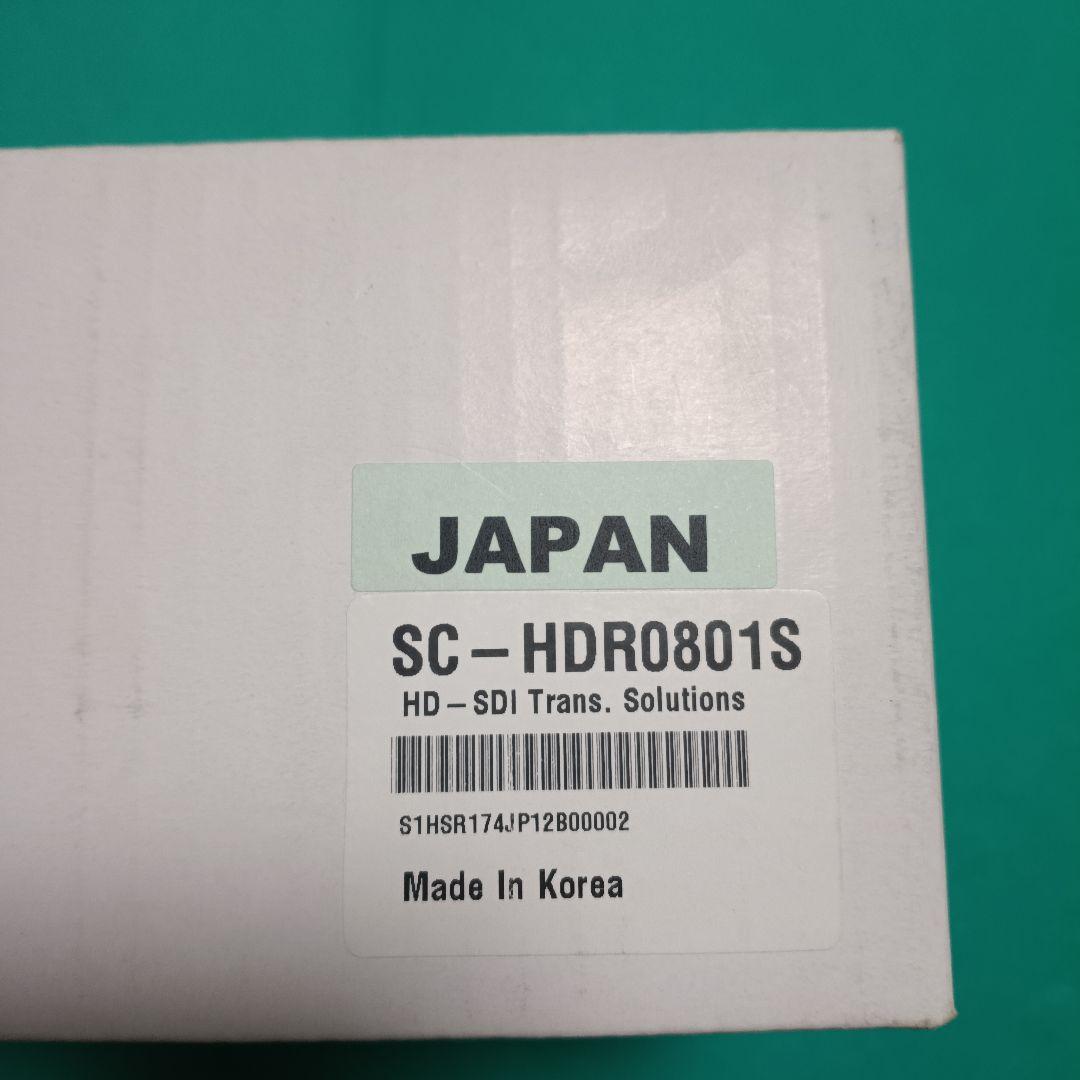 JAPAN
SC-HDR0801S
HD-SDI Trans. Solutions
S1HSR174JP12B00002
Made In Korea